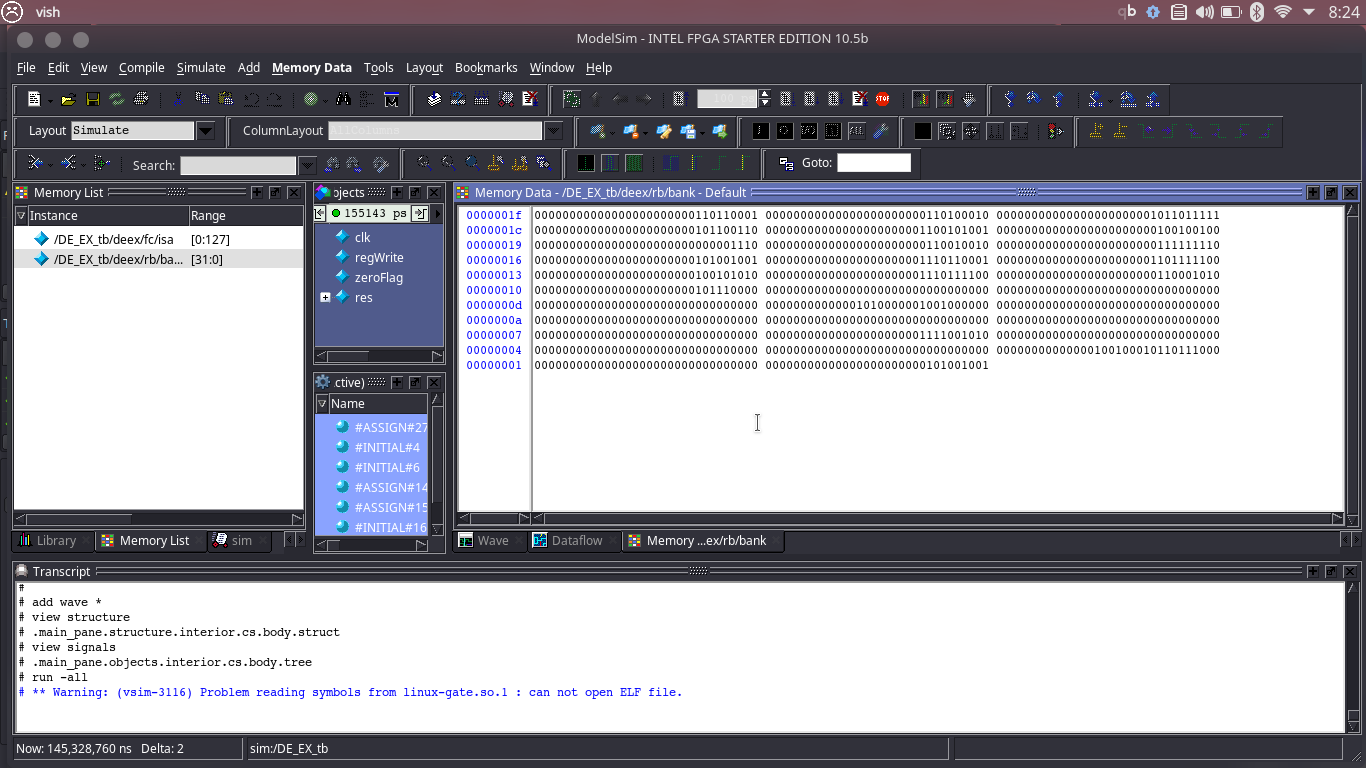 vish
qb
8:24
ModelSim - INTEL FPGA STARTER EDITION 10.5b
File Edit View Compile Simulate Add Memory Data Tools Layout Bookmarks Window Help
100 ps
STOP
Layout Simulate
ColumnLayout AllColumns
Search:
Goto:
Memory List
Instance Range
/DE_EX_tb/deex/fc/isa [0:127]
/DE_EX_tb/deex/rb/ba... [31:0]
Library Memory List sim
bjects
155143 ps
clk
regWrite
zeroFlag
res
ctive)
Name
#ASSIGN#27
#INITIAL#4
#INITIAL#6
#ASSIGN#14
#ASSIGN#15
#INITIAL#16
Memory Data - /DE_EX_tb/deex/rb/bank - Default
0000001f 00000000000000000000000110110001 00000000000000000000000110100010 00000000000000000000001011011111
0000001c 00000000000000000000000101100110 00000000000000000000001100101001 00000000000000000000000100100100
00000019 00000000000000000000000000001110 00000000000000000000000110010010 00000000000000000000000111111110
00000016 00000000000000000000000101001001 00000000000000000000001110110001 00000000000000000000001101111100
00000013 00000000000000000000000100101010 00000000000000000000001110111100 00000000000000000000000110001010
00000010 00000000000000000000000101110000 00000000000000000000000000000000 00000000000000000000000000000000
0000000d 00000000000000000000000000000000 00000000000001010000001001000000 00000000000000000000000000000000
0000000a 00000000000000000000000000000000 00000000000000000000000000000000 00000000000000000000000000000000
00000007 00000000000000000000000000000000 00000000000000000000001111001010 00000000000000000000000000000000
00000004 00000000000000000000000000000000 00000000000000000000000000000000 00000000000000100100010110111000
00000001 00000000000000000000000000000000 00000000000000000000000101001001
Wave Dataflow Memory ...ex/rb/bank
Transcript
#
# add wave *
# view structure
# .main_pane.structure.interior.cs.body.struct
# view signals
# .main_pane.objects.interior.cs.body.tree
# run -all
# ** Warning: (vsim-3116) Problem reading symbols from linux-gate.so.1 : can not open ELF file.
Now: 145,328,760 ns Delta: 2
sim:/DE_EX_tb